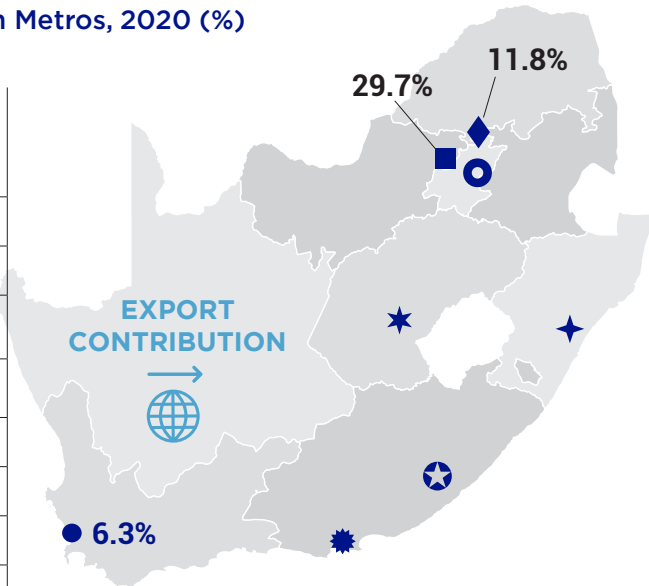 n Metros, 2020 (%)
11.8%
29.7%
EXPORT
CONTRIBUTION
6.3%